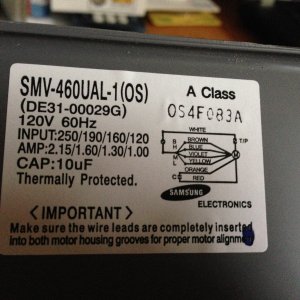 SMV-460UAL-1(OS)
A Class
(DE31-00029G)
OS4F083A
120V 60Hz
INPUT:250/190/160/120
AMP:2.15/1.60/1.30/1.00
CAP:10uF
Thermally Protected.
WHITE
T/P
BROWN
H
BLUE
M
VIOLET
L
YELLOW
ORANGE
C
RED
SAMSUNG
ELECTRONICS
<IMPORTANT>
Make sure the wire leads are completely inserted
into both motor housing grooves for proper motor alignment